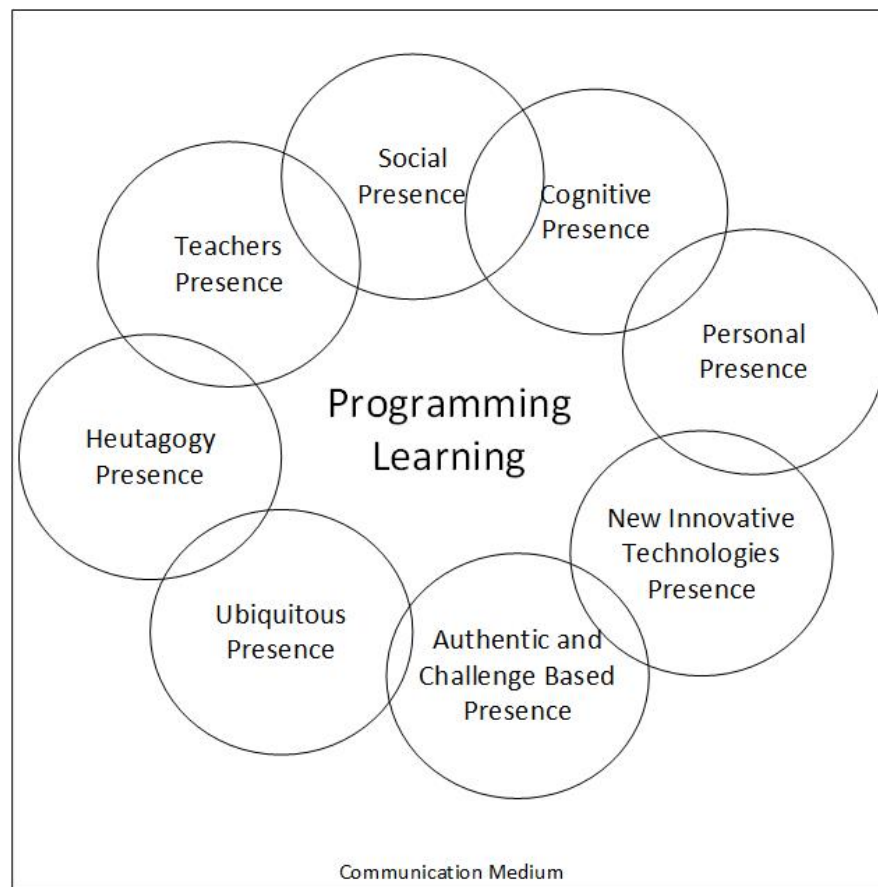 Social
Presence
Cognitive
Presence
Teachers
Presence
Personal
Presence
Programming
Learning
Heutagogy
Presence
New Innovative
Technologies
Presence
Ubiquitous
Presence
Authentic and
Challenge Based
Presence
Communication Medium